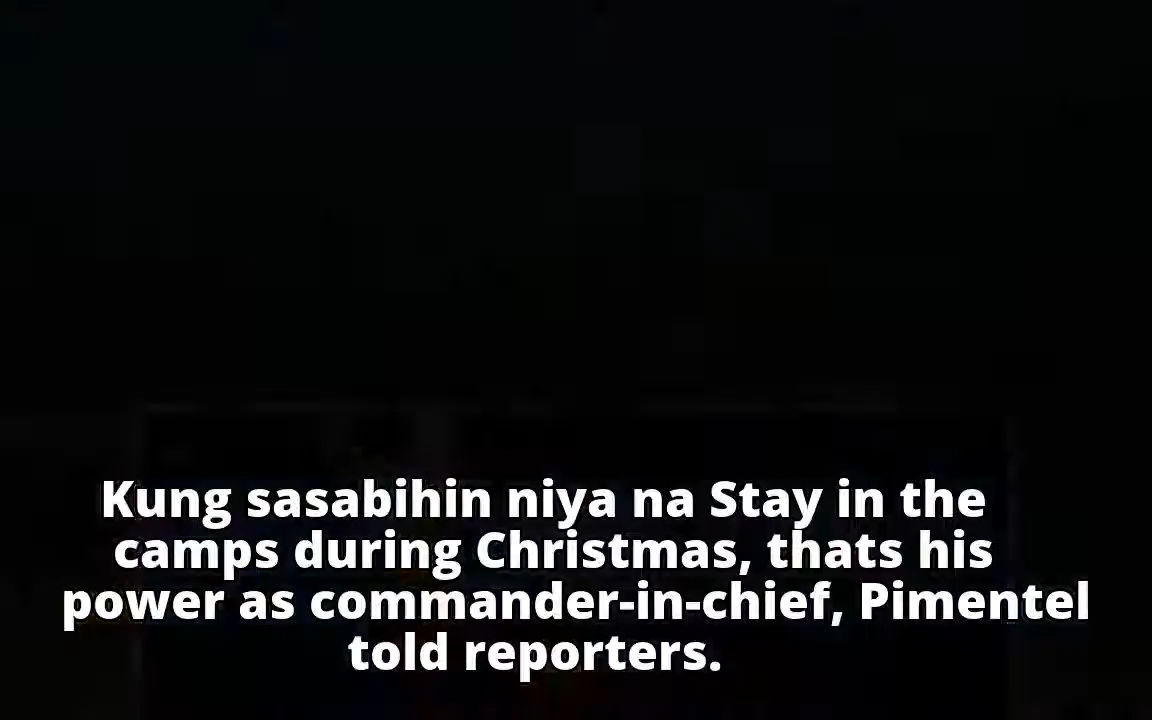 Kung sasabihin niya na Stay in the
camps during Christmas, thats his
power as commander-in-chief, Pimentel
told reporters.